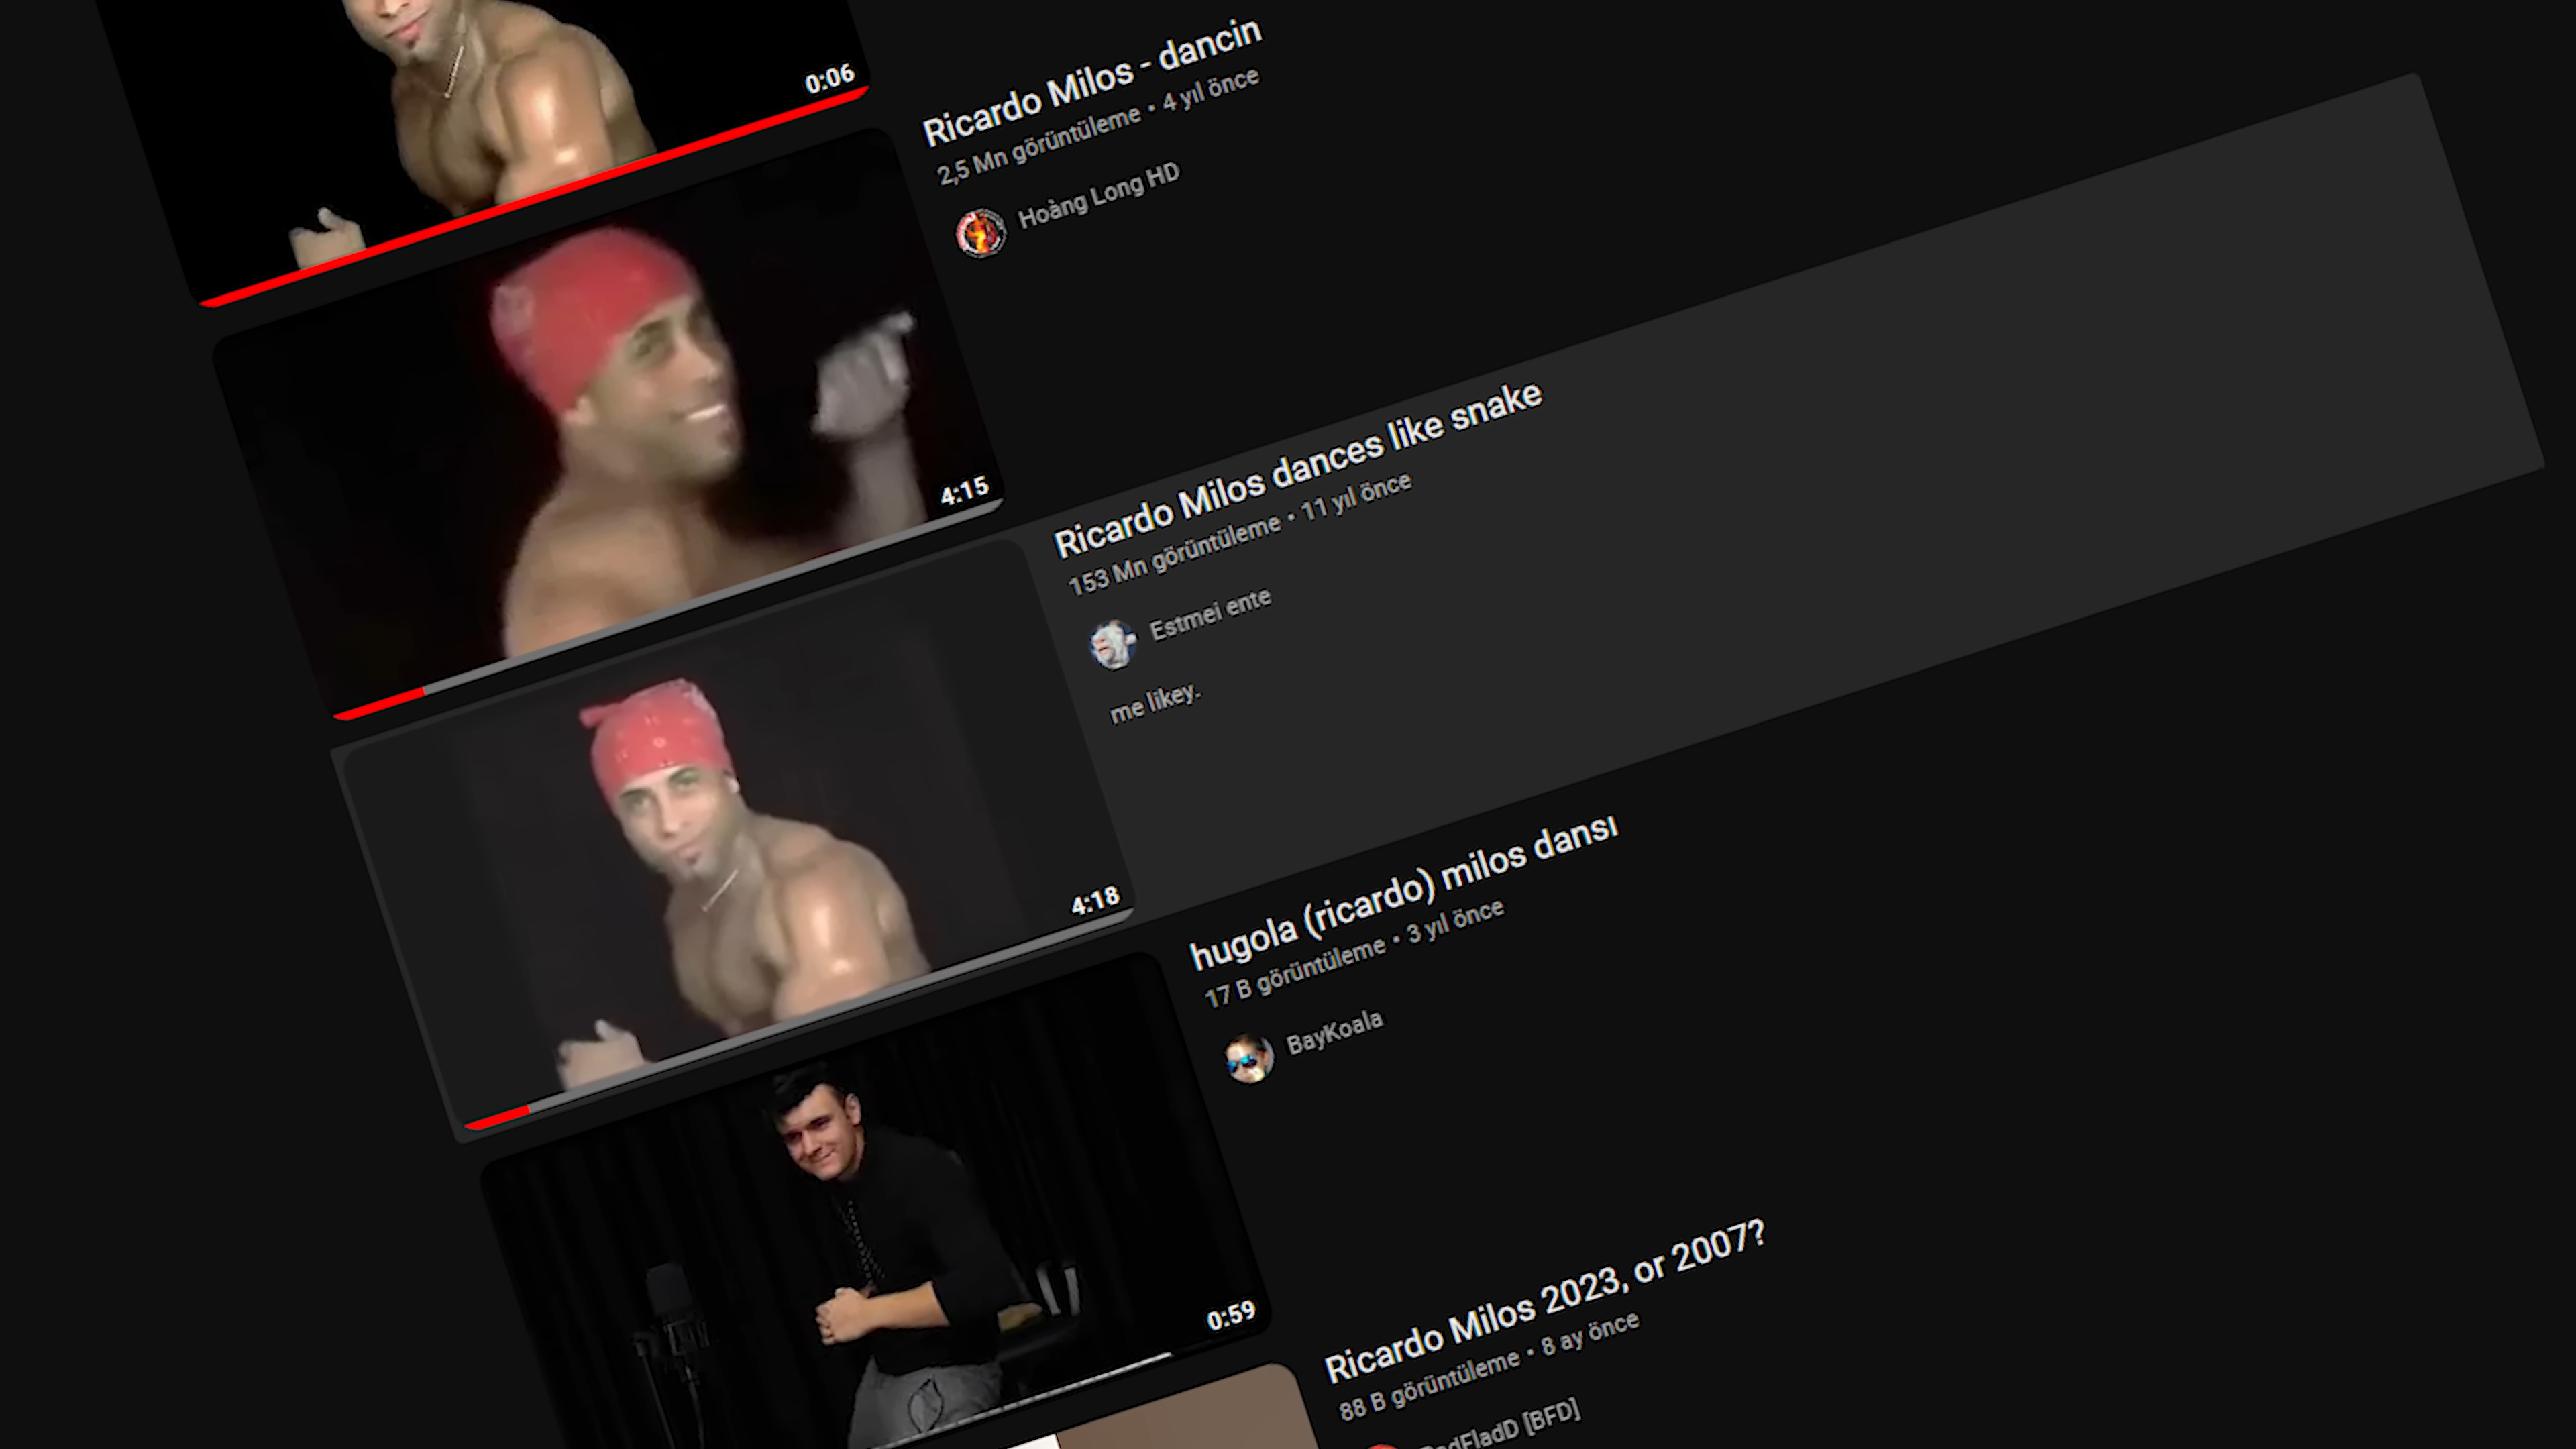 0:06
Ricardo Milos - dancin
2,5 Mn görüntüleme • 4 yıl önce
Hoàng Long HD
4:15
Ricardo Milos dances like snake
153 Mn görüntüleme • 11 yıl önce
Estmei ente
me likey.
4:18
hugola (ricardo) milos dansı
17 B görüntüleme • 3 yıl önce
BayKoala
0:59
Ricardo Milos 2023, or 2007?
88 B görüntüleme • 8 ay önce
[BFD]